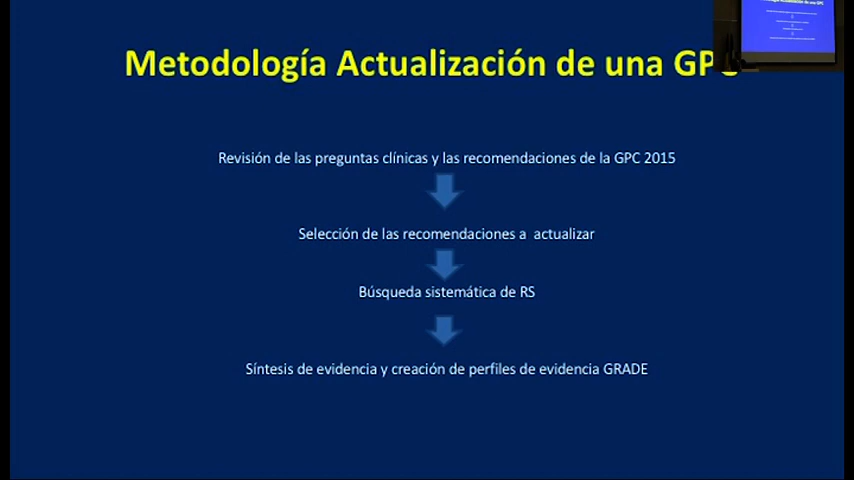 Metodología Actualización de una GPC
Revisión de las preguntas clínicas y las recomendaciones de la GPC 2015
Selección de las recomendaciones a actualizar
Búsqueda sistemática de RS
Síntesis de evidencia y creación de perfiles de evidencia GRADE